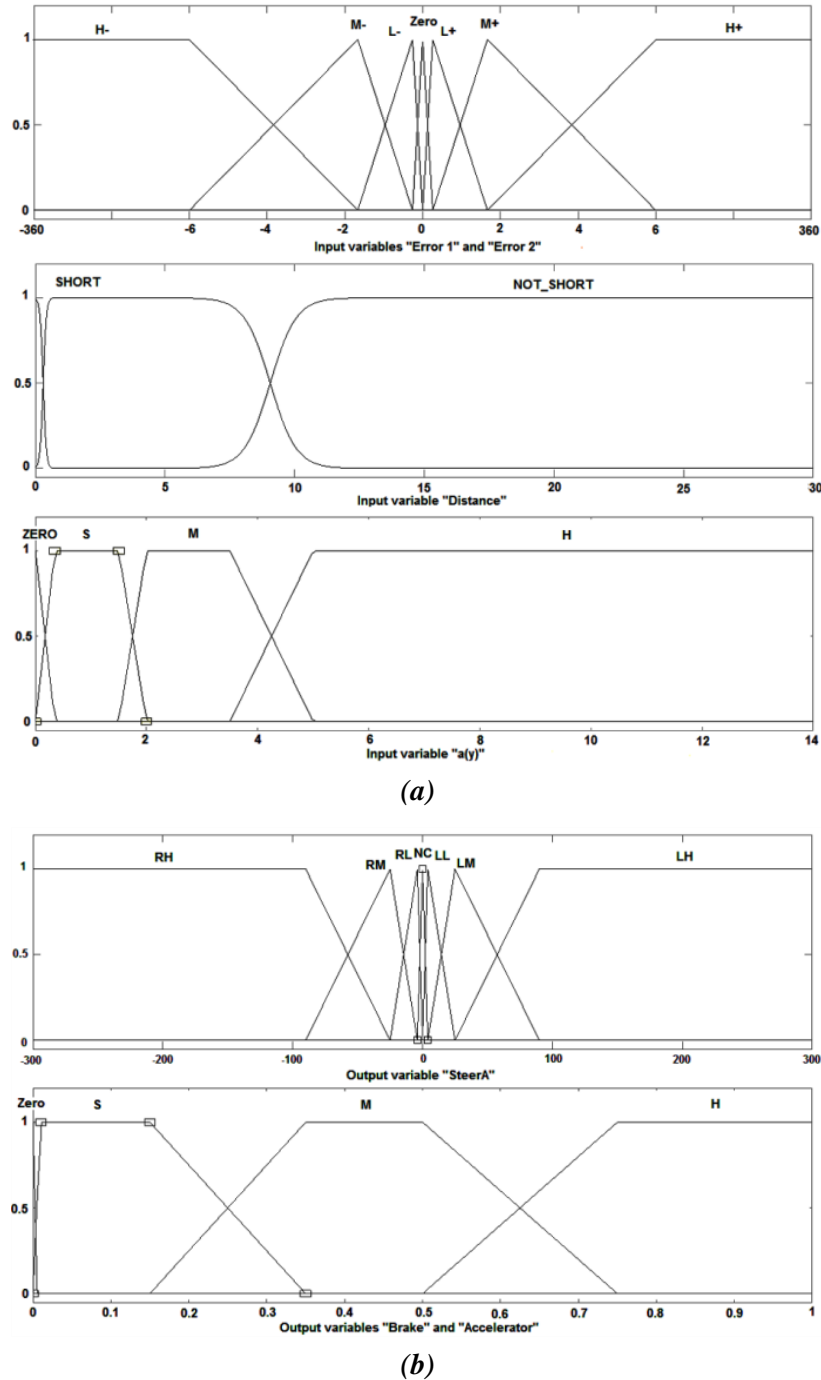 H- M- L- Zero L+ M+ H+
1
0.5
0
-360 -6 -4 -2 0 2 4 6 360
Input variables "Error 1" and "Error 2"
SHORT NOT_SHORT
1
0.5
0
0 5 10 15 20 25 30
Input variable "Distance"
ZERO S M H
1
0.5
0
0 2 4 6 8 10 12 14
Input variable "a(y)"
(a)
RH RM RL NC LL LM LH
1
0.5
0
-300 -200 -100 0 100 200 300
Output variable "SteerA"
Zero S M H
1
0.5
0
0 0.1 0.2 0.3 0.4 0.5 0.6 0.7 0.8 0.9 1
Output variables "Brake" and "Accelerator"
(b)